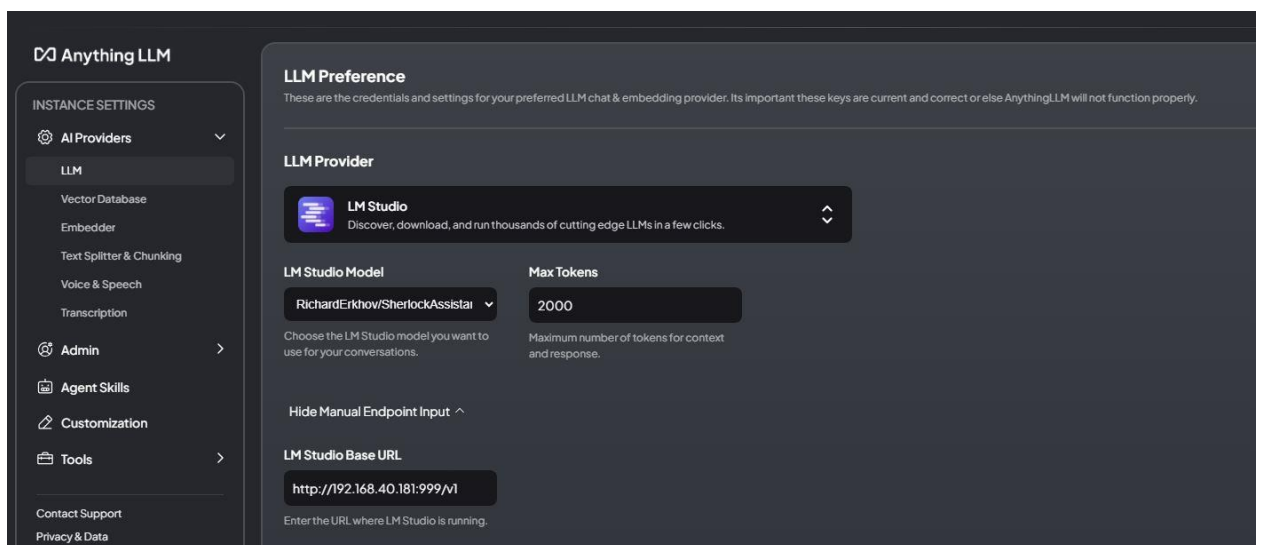 Anything LLM
INSTANCE SETTINGS
AI Providers
LLM
Vector Database
Embedder
Text Splitter & Chunking
Voice & Speech
Transcription
Admin
Agent Skills
Customization
Tools
Contact Support
Privacy & Data
LLM Preference
These are the credentials and settings for your preferred LLM chat & embedding provider. Its important these keys are current and correct or else AnythingLLM will not function properly.
LLM Provider
LM Studio
Discover, download, and run thousands of cutting edge LLMs in a few clicks.
LM Studio Model
RichardErkhov/SherlockAssistan
Choose the LM Studio model you want to
use for your conversations.
Max Tokens
2000
Maximum number of tokens for context
and response.
Hide Manual Endpoint Input
LM Studio Base URL
http://192.168.40.181:999/v1
Enter the URL where LM Studio is running.